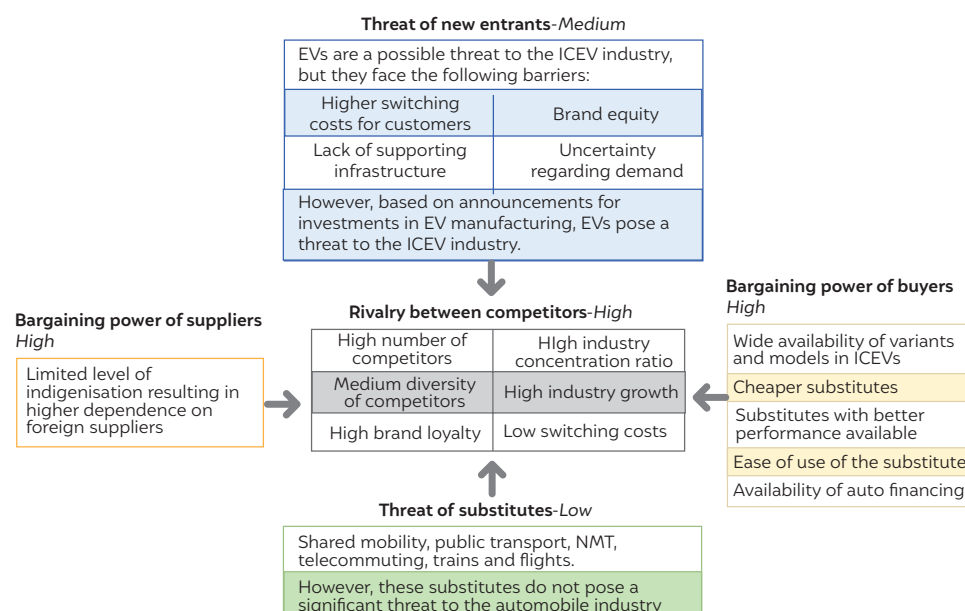 Threat of new entrants-Medium
EVs are a possible threat to the ICEV industry,
but they face the following barriers:
Higher switching
costs for customers
Brand equity
Lack of supporting
infrastructure
Uncertainty
regarding demand
However, based on announcements for
investments in EV manufacturing, EVs pose a
threat to the ICEV industry.
Bargaining power of suppliers
High
Limited level of
indigenisation resulting in
higher dependence on
foreign suppliers
Rivalry between competitors-High
High number of
competitors
HIgh industry
concentration ratio
Medium diversity
of competitors
High industry growth
High brand loyalty
Low switching costs
Bargaining power of buyers
High
Wide availability of variants
and models in ICEVs
Cheaper substitutes
Substitutes with better
performance available
Ease of use of the substitute
Availability of auto financing
Threat of substitutes-Low
Shared mobility, public transport, NMT,
telecommuting, trains and flights.
However, these substitutes do not pose a
significant threat to the automobile industry